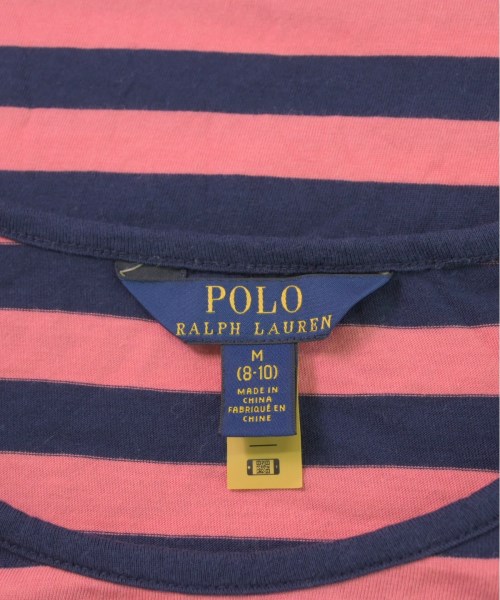 POLO
RALPH LAUREN
M
(8-10)
MADE IN
CHINA
FABRIQUÉ EN
CHINE